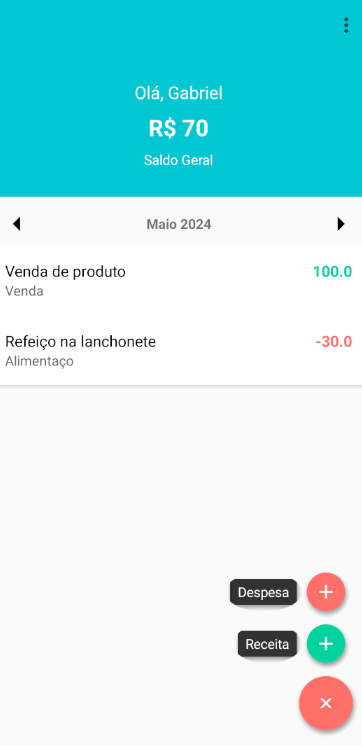 Olá, Gabriel
R$ 70
Saldo Geral
Maio 2024
Venda de produto 100.0
Venda
Refeiço na lanchonete -30.0
Alimentaço
Despesa
Receita